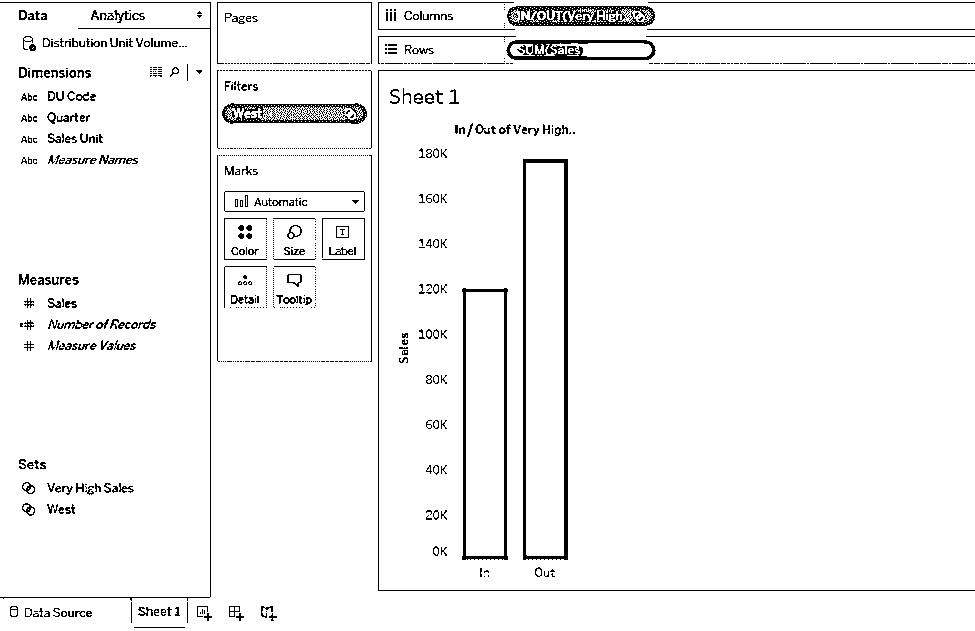 Data
Analytics
Distribution Unit Volume...
Dimensions
Abc DU Code
Abc Quarter
Abc Sales Unit
Abc Measure Names
Measures
# Sales
# Number of Records
# Measure Values
Sets
Very High Sales
West
Pages
Filters
West
Marks
Automatic
Color
Size
Label
Detail
Tooltip
Columns
IN/OUT(Very High
Rows
SUM(Sales)
Sheet 1
In / Out of Very High..
180K
160K
140K
120K
100K
80K
60K
40K
20K
0K
Sales
In
Out
Data Source
Sheet 1